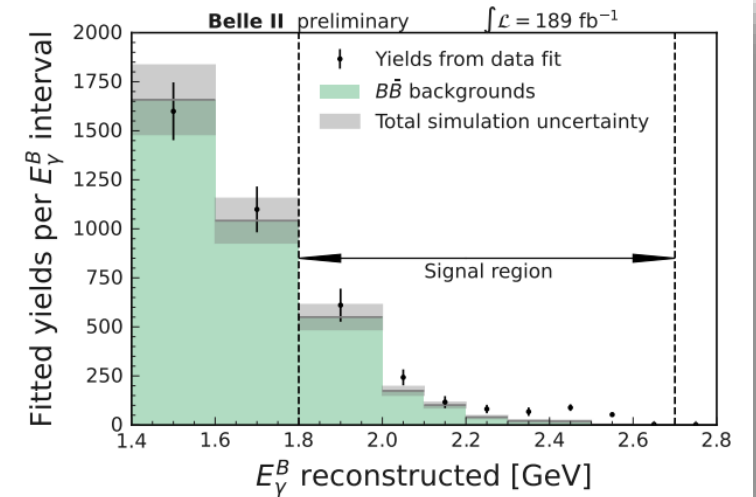 Belle II preliminary ∫ℒ = 189 fb⁻¹
Yields from data fit
BB̄ backgrounds
Total simulation uncertainty
Signal region
Fitted yields per E_γ^B interval
2000
1750
1500
1250
1000
750
500
250
0
1.4 1.6 1.8 2.0 2.2 2.4 2.6 2.8
E_γ^B reconstructed [GeV]